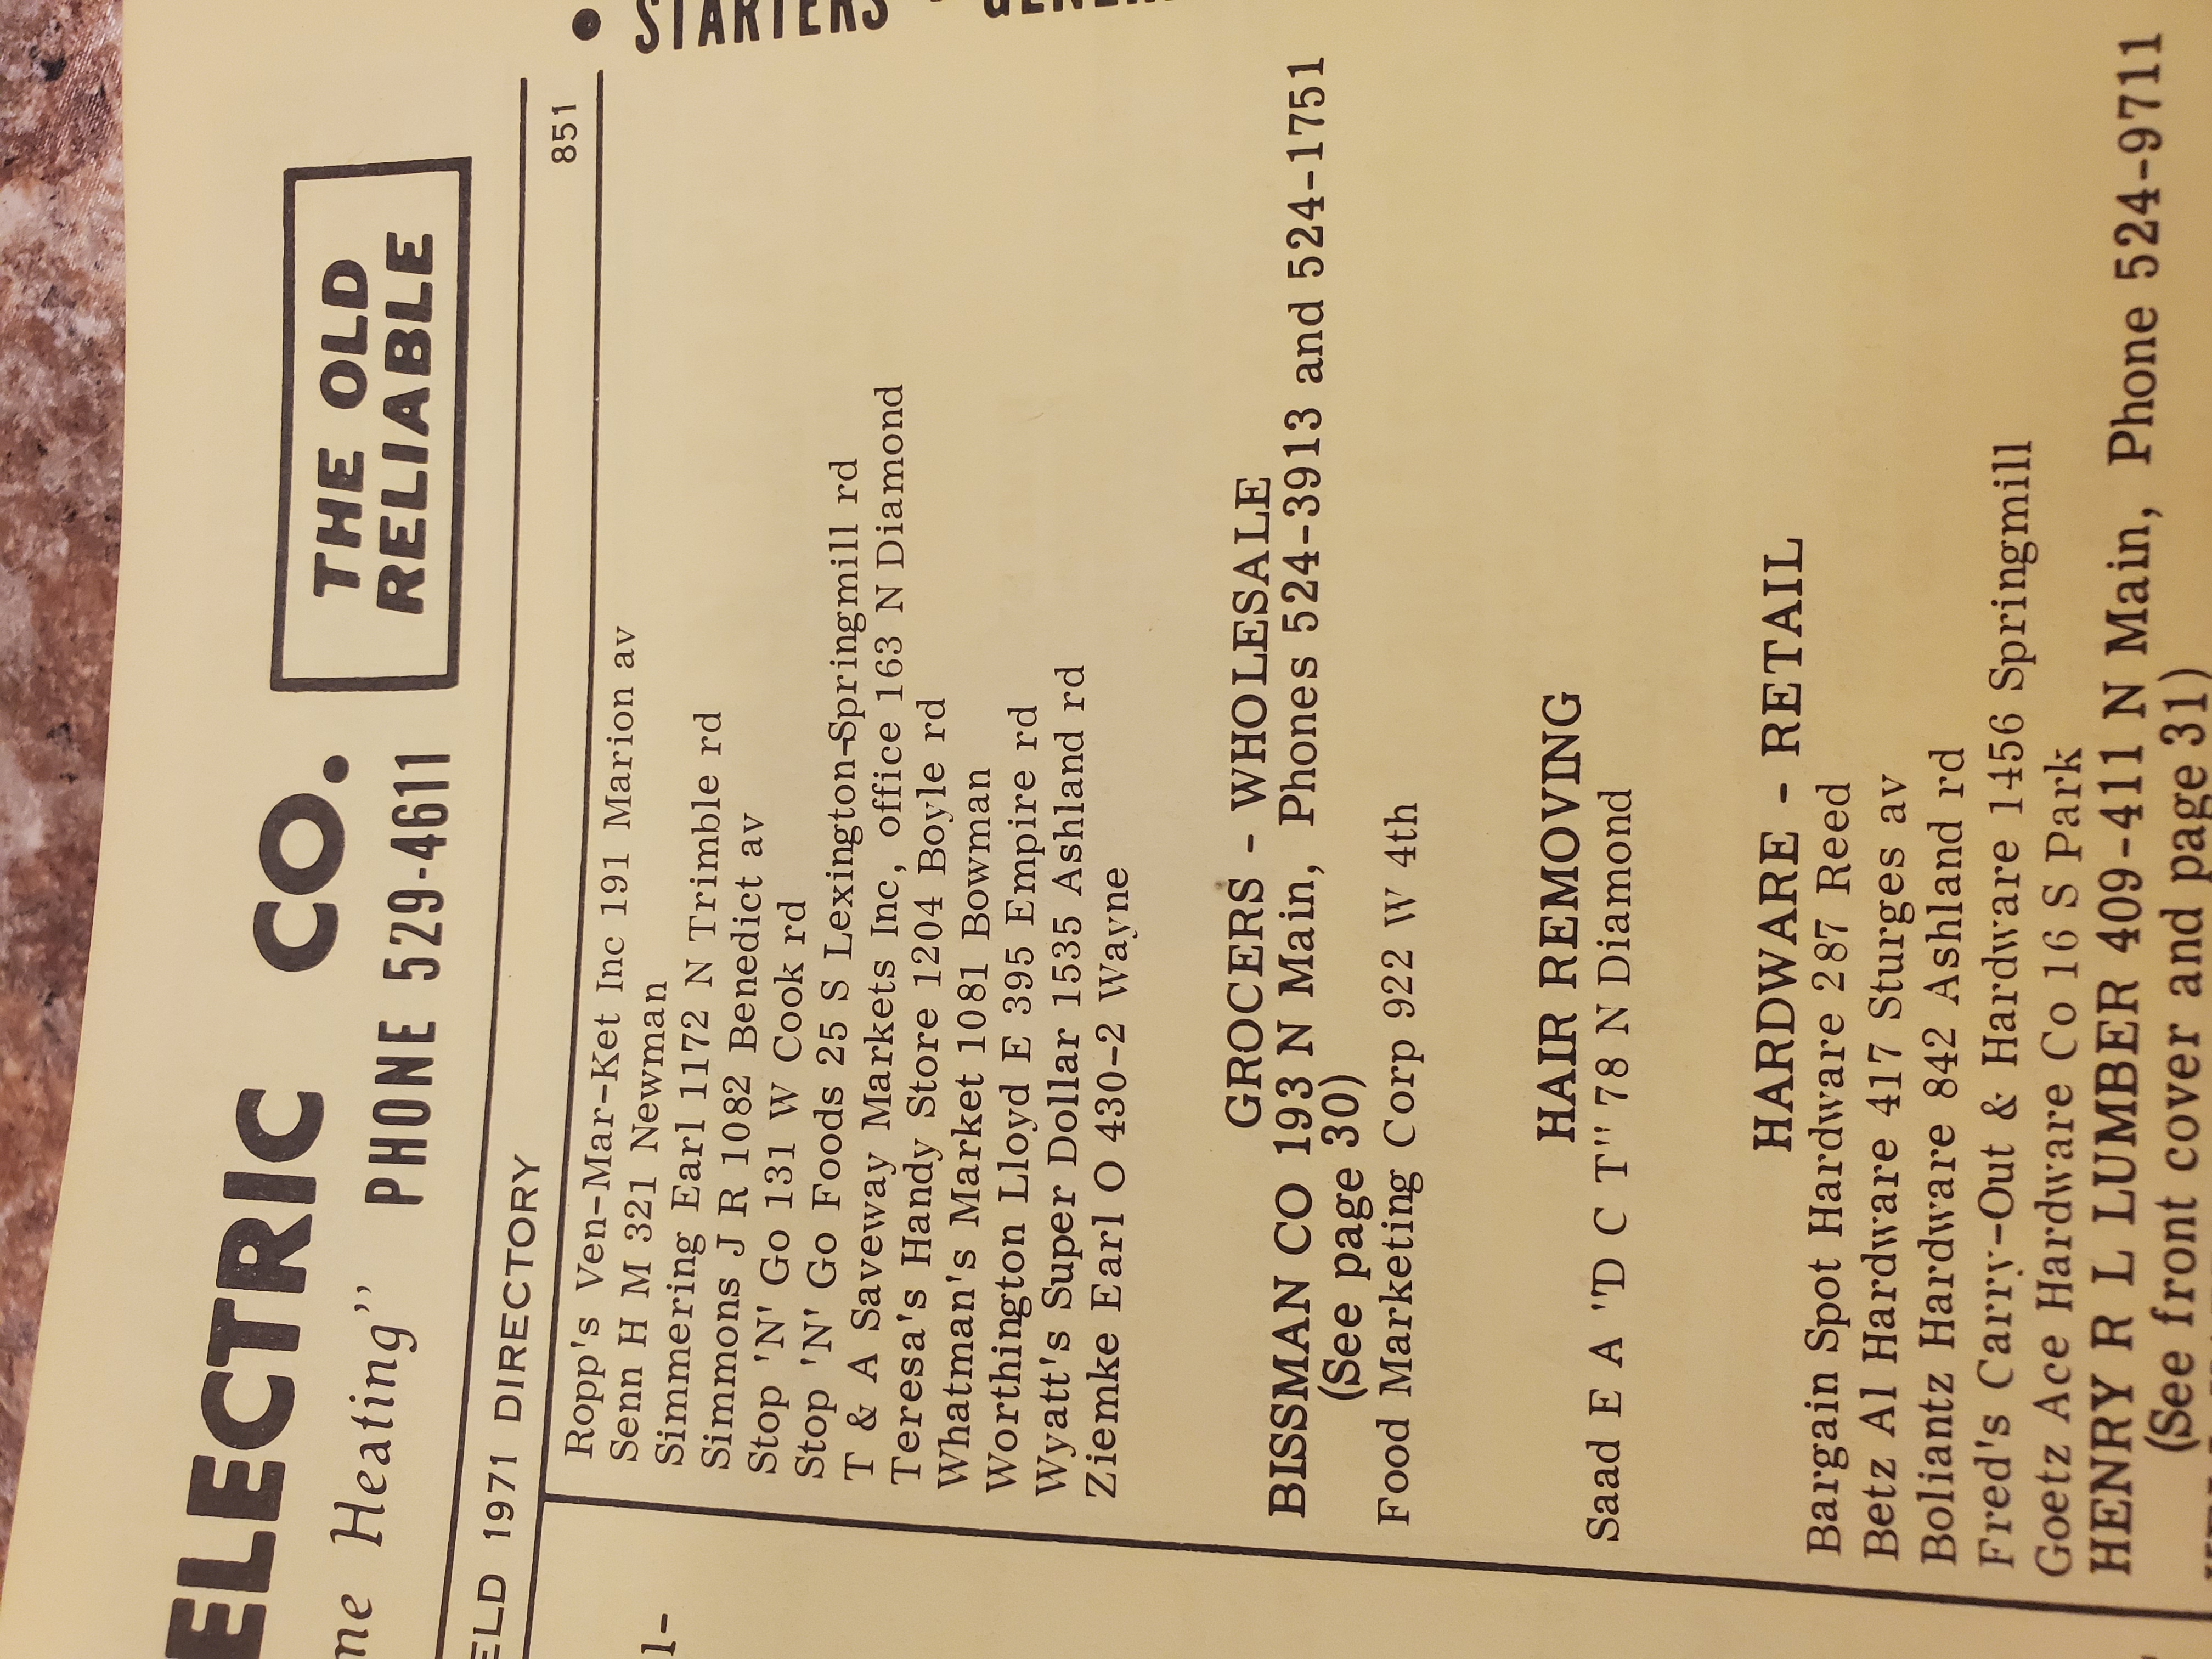 ELECTRIC CO.
THE OLD
RELIABLE
me Heating" PHONE 529-4611
ELD 1971 DIRECTORY
851
• STARTERS
l-
Ropp's Ven-Mar-Ket Inc 191 Marion av
Senn H M 321 Newman
Simmering Earl 1172 N Trimble rd
Simmons J R 1082 Benedict av
Stop 'N' Go 131 W Cook rd
Stop 'N' Go Foods 25 S Lexington-Springmill rd
T & A Saveway Markets Inc, office 163 N Diamond
Teresa's Handy Store 1204 Boyle rd
Whatman's Market 1081 Bowman
Worthington Lloyd E 395 Empire rd
Wyatt's Super Dollar 1535 Ashland rd
Ziemke Earl O 430-2 Wayne
GROCERS - WHOLESALE
BISSMAN CO 193 N Main, Phones 524-3913 and 524-1751
(See page 30)
Food Marketing Corp 922 W 4th
HAIR REMOVING
Saad E A 'D C T" 78 N Diamond
HARDWARE - RETAIL
Bargain Spot Hardware 287 Reed
Betz Al Hardware 417 Sturges av
Boliantz Hardware 842 Ashland rd
Fred's Carry-Out & Hardware 1456 Springmill
Goetz Ace Hardware Co 16 S Park
HENRY R L LUMBER 409-411 N Main, Phone 524-9711
(See front cover and page 31)